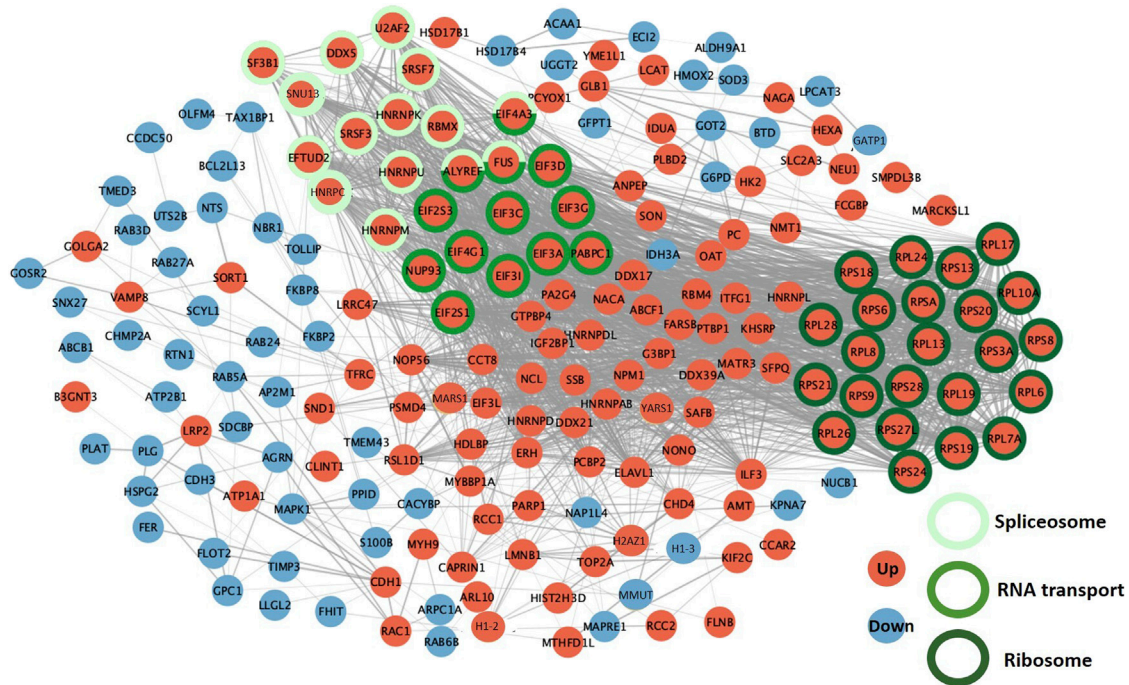 U2AF2
HSD17B1
ACAA1
ECI2
HSD17B4
ALDH9A1
DDX5
SF3B1
SRSF7
YME1L1
UGGT2
LCAT
HMOX2
SOD3
LPCAT3
SNU13
PCYOX1
GLB1
NAGA
OLFM4
TAX1BP1
HNRNPK
EIF4A3
GFPT1
IDUA
GOT2
BTD
HEXA
GATP1
CCDC50
SRSF3
RBMX
BCL2L13
EFTUD2
ALYREF
FUS
EIF3D
PLBD2
SLC2A3
NEU1
SMPDL3B
TMED3
NTS
HNRPC
HNRNPU
ANPEP
G6PD
HK2
FCGBP
MARCKSL1
UTS2B
RAB3D
NBR1
EIF2S3
EIF3C
EIF3G
SON
PC
NMT1
GOLGA2
TOLLIP
HNRNPM
EIF4G1
EIF3A
PABPC1
IDH3A
OAT
RPL17
RPL24
RPS13
GOSR2
RAB27A
SORT1
NUP93
EIF3I
DDX17
RPS18
RPL10A
SNX27
VAMP8
FKBP8
LRRC47
EIF2S1
PA2G4
NACA
RBM4
ITFG1
HNRNPL
RPS6
RPSA
RPS20
SCYL1
GTPBP4
ABCF1
RPL28
CHMP2A
FKBP2
HNRNPDL
FARSB
PTBP1
KHSRP
RPL13
RPS8
ABCB1
RTN1
RAB24
IGF2BP1
G3BP1
RPL8
RPS3A
NOP56
CCT8
MATR3
SFPQ
RAB5A
TFRC
NCL
SSB
NPM1
DDX39A
RPS21
RPS28
B3GNT3
ATP2B1
AP2M1
MARS1
EIF3L
HNRNPAB
YARS1
RPS9
RPL19
RPL6
SND1
PSMD4
SAFB
SDCBP
HNRNPD
DDX21
LRP2
RPL26
RPS27L
RPL7A
PLAT
PLG
TMEM43
HDLBP
ERH
NONO
RPS19
AGRN
CLINT1
RSL1D1
PCBP2
ELAVL1
ILF3
RPS24
NUCB1
HSPG2
CDH3
MYBBP1A
ATP1A1
MAPK1
PPID
CACYBP
PARP1
NAP1L4
CHD4
AMT
KPNA7
Spliceosome
FER
RCC1
H2AZ1
S100B
MYH9
H1-3
CCAR2
FLOT2
LMNB1
TOP2A
KIF2C
TIMP3
CAPRIN1
Up
GPC1
CDH1
RNA transport
LLGL2
ARL10
HIST2H3D
MMUT
FHIT
ARPC1A
Down
RAC1
H1-2
MAPRE1
RCC2
FLNB
RAB6B
MTHFD1L
Ribosome